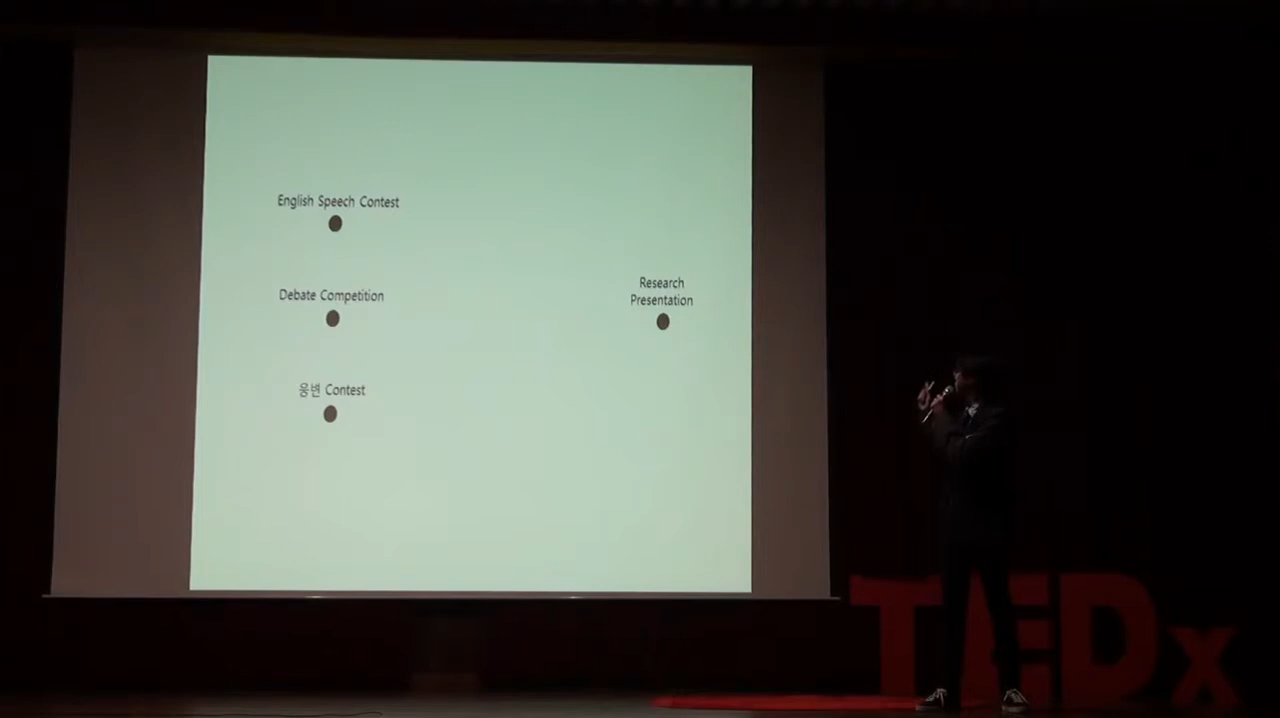 English Speech Contest
Debate Competition
웅변 Contest
Research
Presentation
TEDx